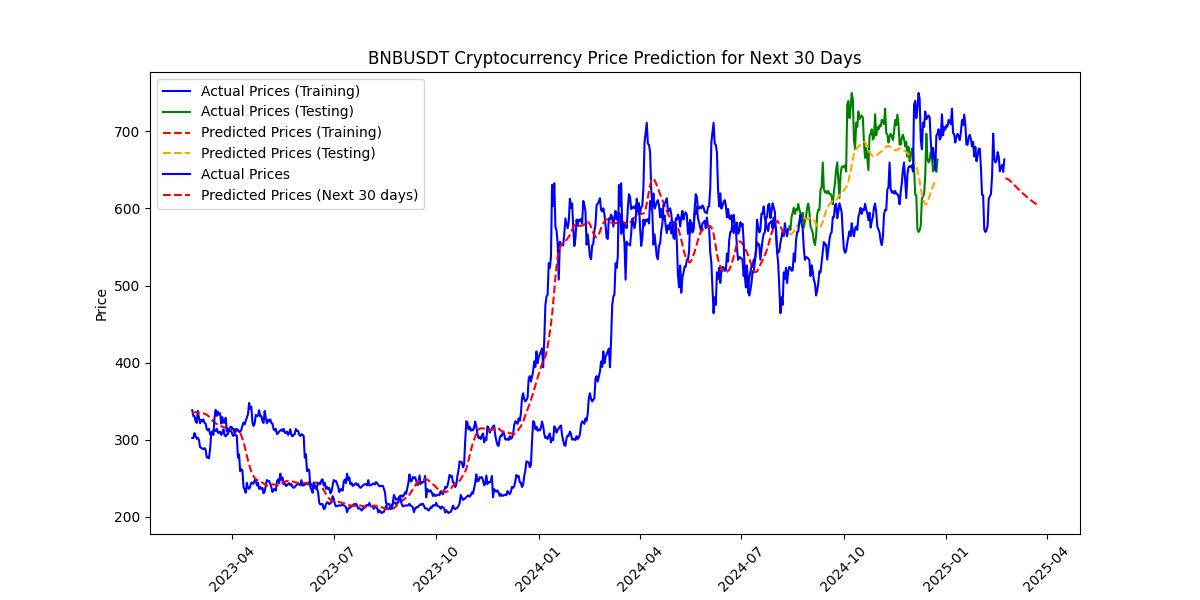 BNBUSDT Cryptocurrency Price Prediction for Next 30 Days
Actual Prices (Training)
Actual Prices (Testing)
Predicted Prices (Training)
Predicted Prices (Testing)
Actual Prices
Predicted Prices (Next 30 days)
Price
700
600
500
400
300
200
2023-04
2023-07
2023-10
2024-01
2024-04
2024-07
2024-10
2025-01
2025-04